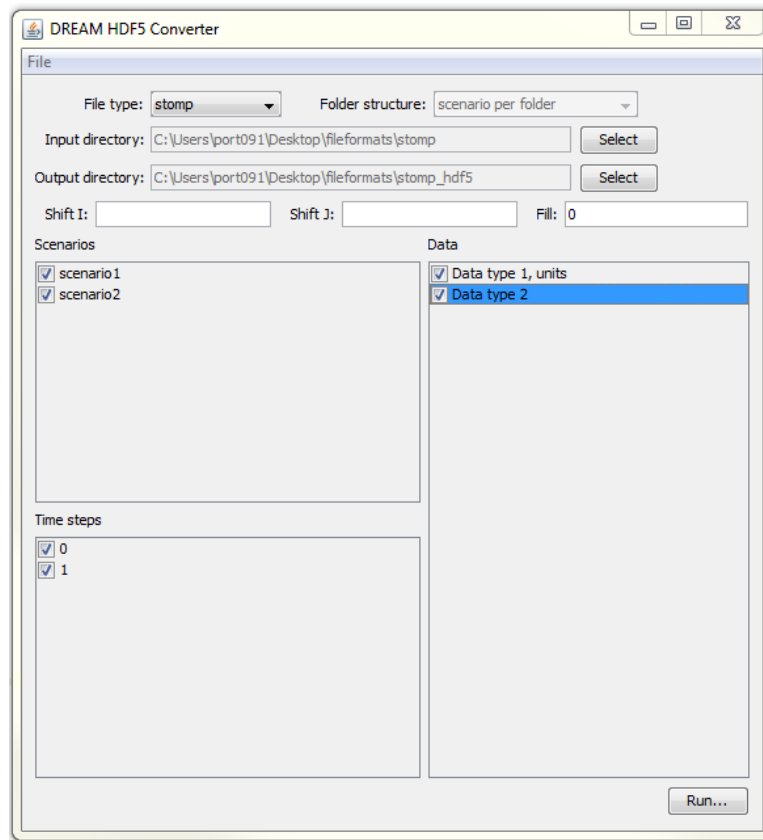 DREAM HDF5 Converter
File
File type: stomp Folder structure: scenario per folder
Input directory: C:\Users\port091\Desktop\fileformats\stomp Select
Output directory: C:\Users\port091\Desktop\fileformats\stomp_hdf5 Select
Shift I: Shift J: Fill: 0
Scenarios Data
scenario1 Data type 1, units
scenario2 Data type 2
Time steps
0
1
Run...